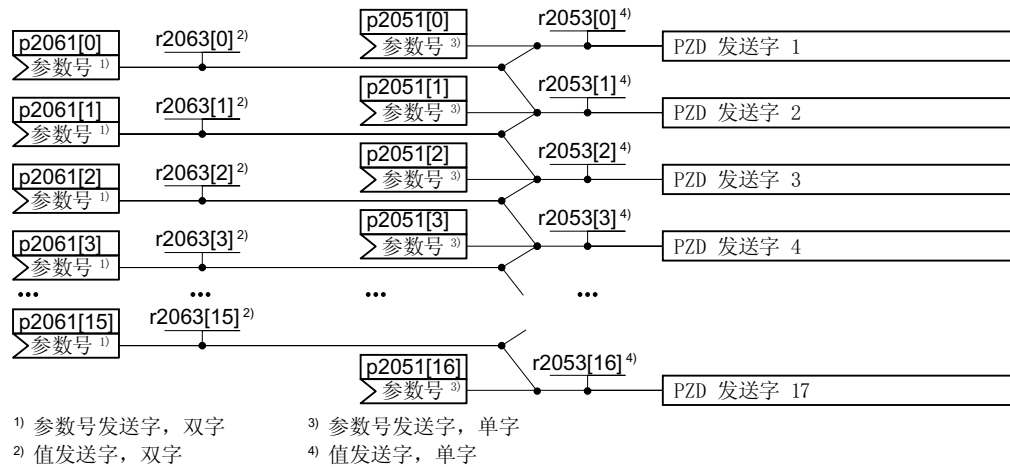 p2051[0] r2053[0] 4)
p2061[0] r2063[0] 2) 参数号 3) PZD 发送字 1
参数号 1)
p2051[1] r2053[1] 4)
p2061[1] r2063[1] 2) 参数号 3) PZD 发送字 2
参数号 1)
p2051[2] r2053[2] 4)
p2061[2] r2063[2] 2) 参数号 3) PZD 发送字 3
参数号 1)
p2051[3] r2053[3] 4)
p2061[3] r2063[3] 2) 参数号 3) PZD 发送字 4
参数号 1)
... ... ... ...
p2061[15] r2063[15] 2)
参数号 1)
p2051[16] r2053[16] 4)
参数号 3) PZD 发送字 17
1) 参数号发送字，双字 3) 参数号发送字，单字
2) 值发送字，双字 4) 值发送字，单字